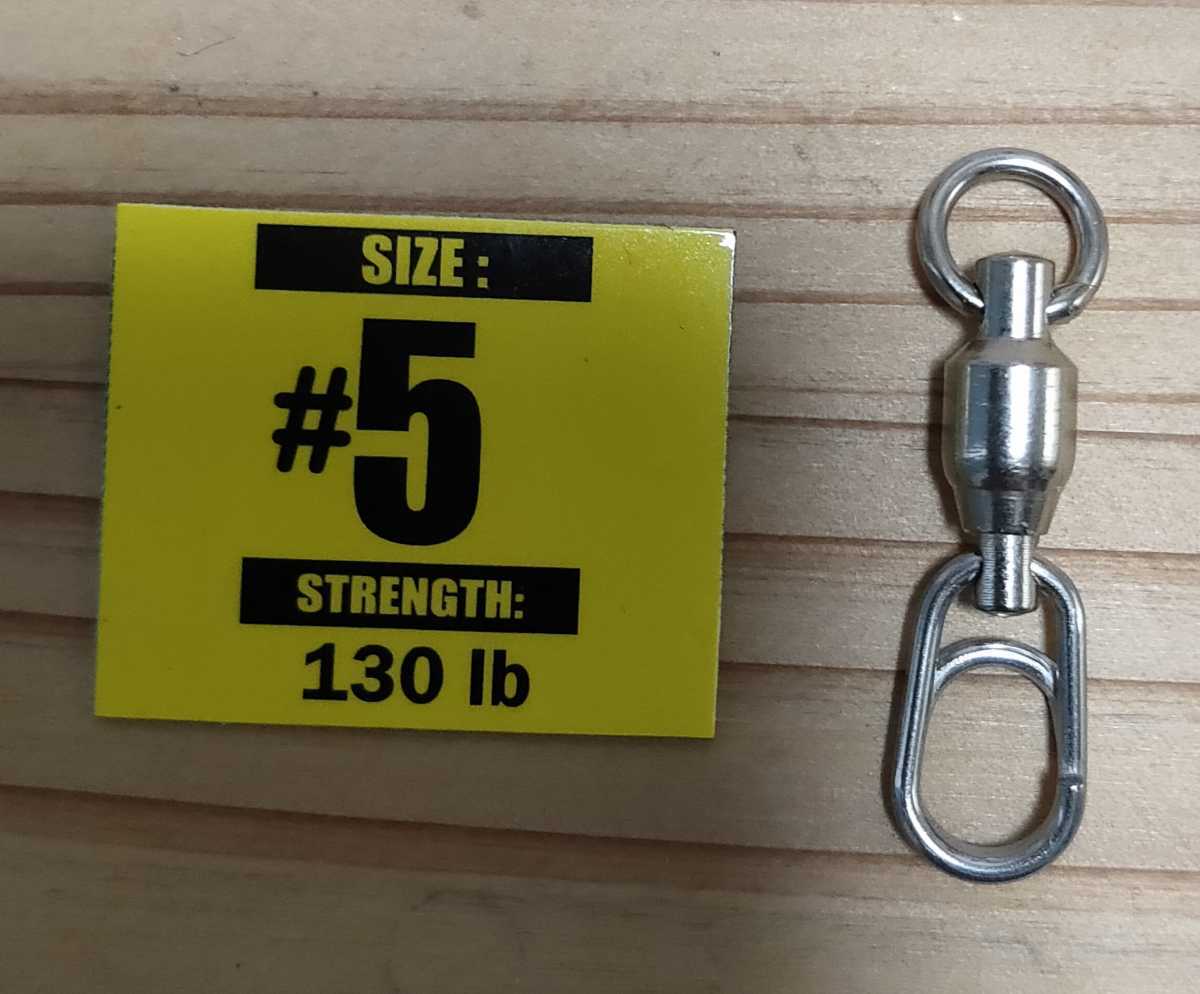 SIZE :
#5
STRENGTH:
130 lb